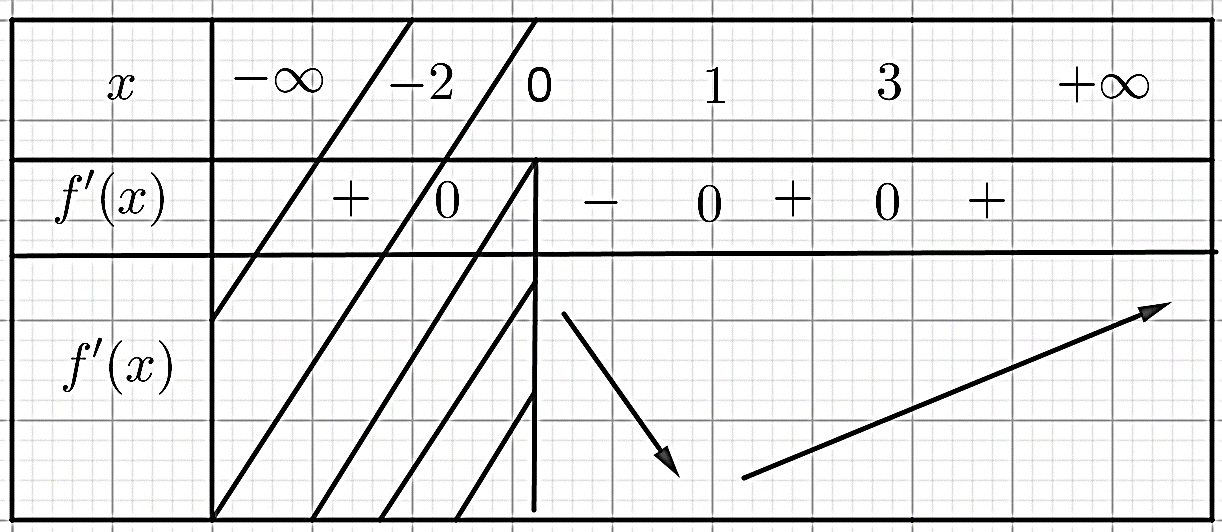 x −∞ −2 0 1 3 +∞
f′(x) + 0 − 0 + 0 +
f′(x)